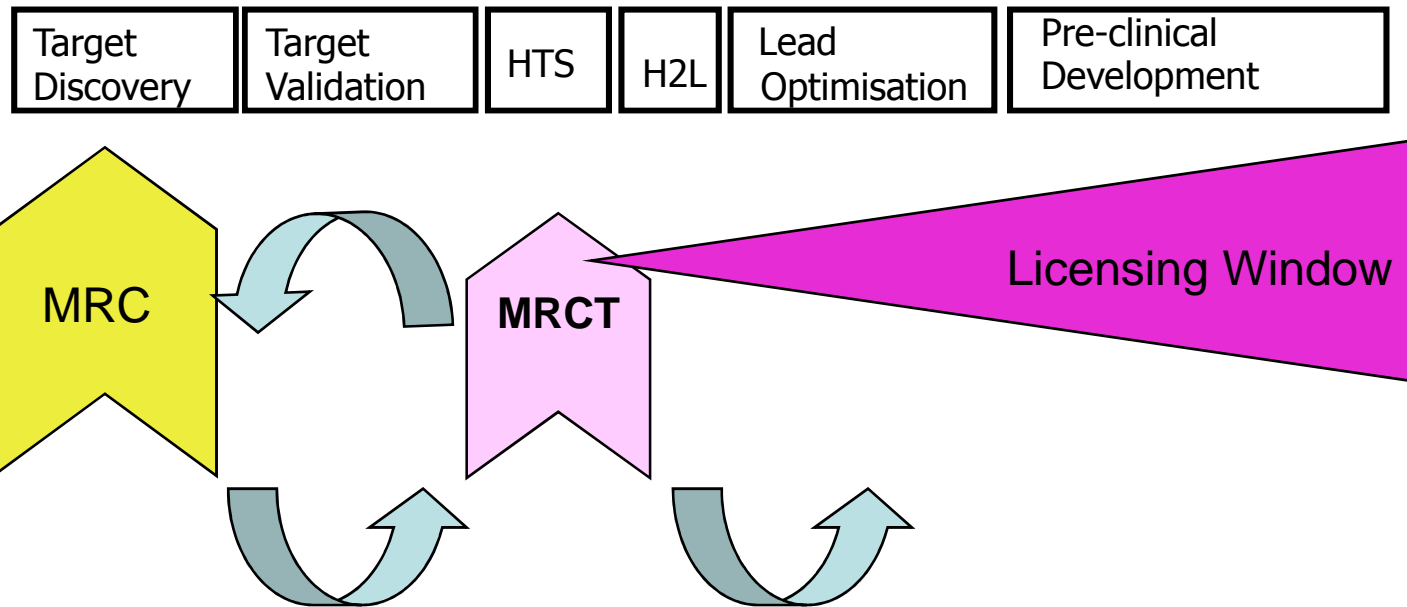 Target
Discovery
Target
Validation
HTS
H2L
Lead
Optimisation
Pre-clinical
Development
MRC
MRCT
Licensing Window